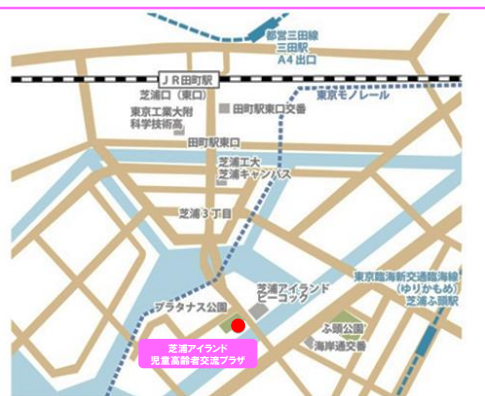 都営三田線
三田駅
A4出口
JR田町駅
芝浦口（東口）
東京モノレール
田町駅東口交番
東京工業大附
科学技術高
田町駅東口
芝浦工大
芝浦キャンパス
芝浦3丁目
東京臨海新交通臨海線
（ゆりかもめ）
芝浦ふ頭駅
芝浦アイランド
ピーコック
プラタナス公園
ふ頭公園
海岸通交番
芝浦アイランド
児童高齢者交流プラザ